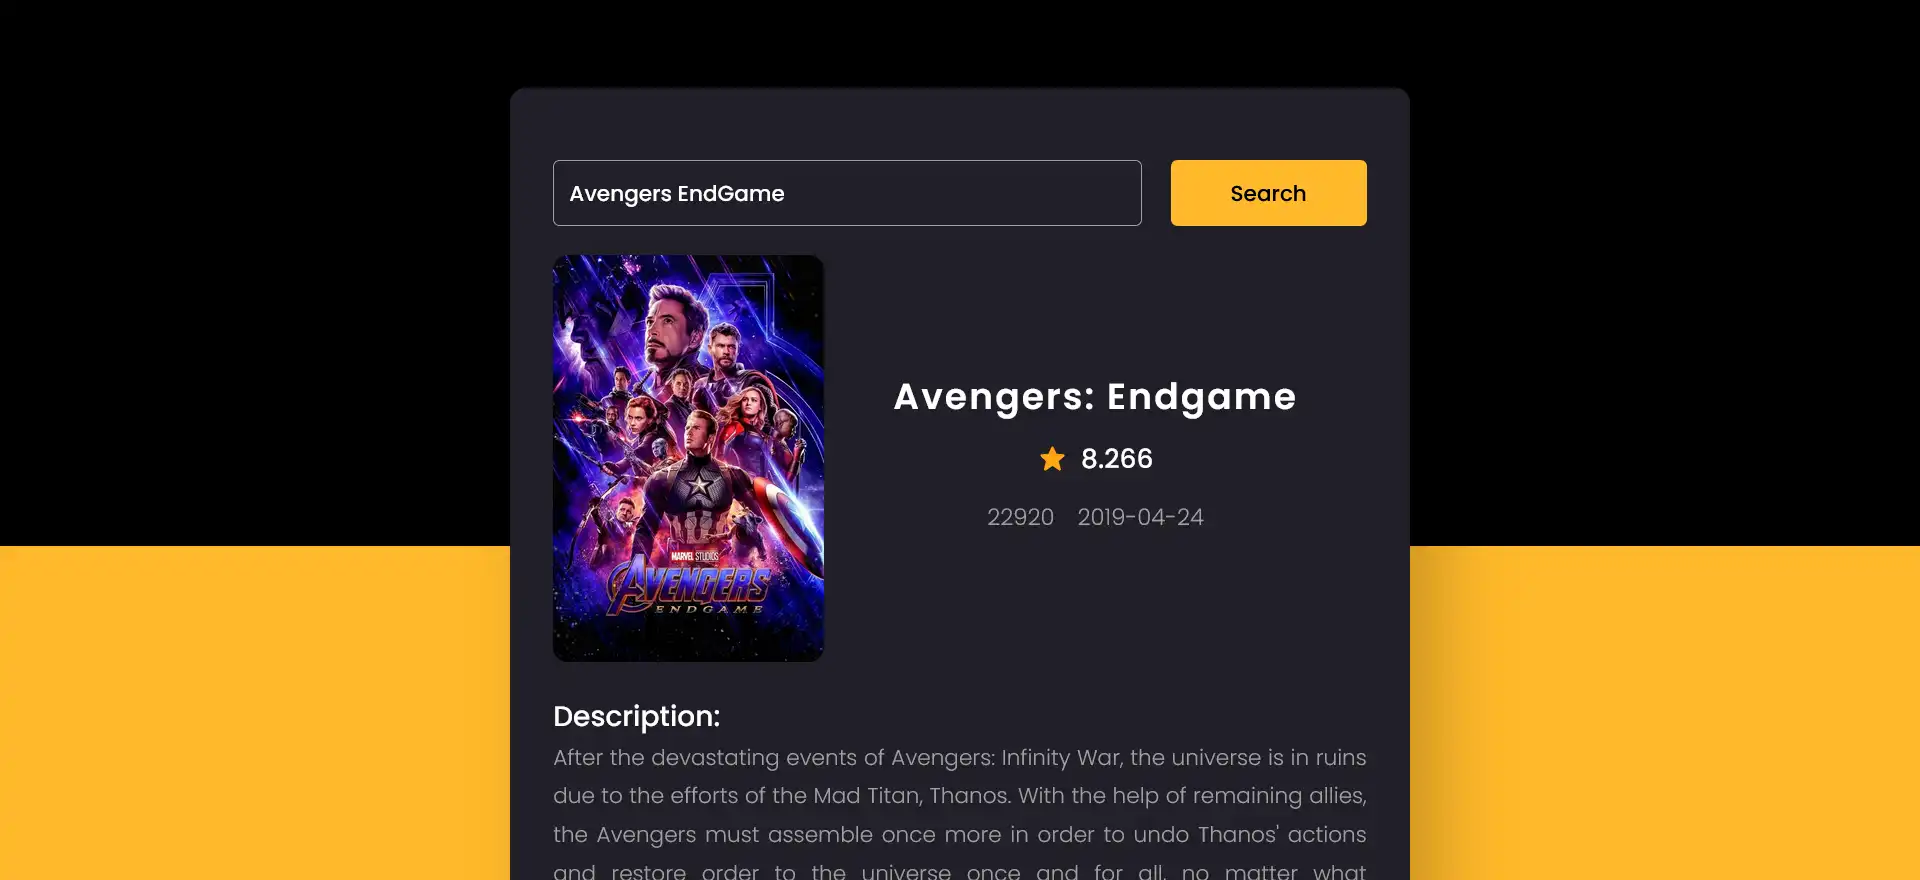 Avengers EndGame
Search
MARVEL STUDIOS
AVENGERS
ENDGAME
Avengers: Endgame
8.266
22920 2019-04-24
Description:
After the devastating events of Avengers: Infinity War, the universe is in ruins
due to the efforts of the Mad Titan, Thanos. With the help of remaining allies,
the Avengers must assemble once more in order to undo Thanos' actions
and restore order to the universe once and for all, no matter what